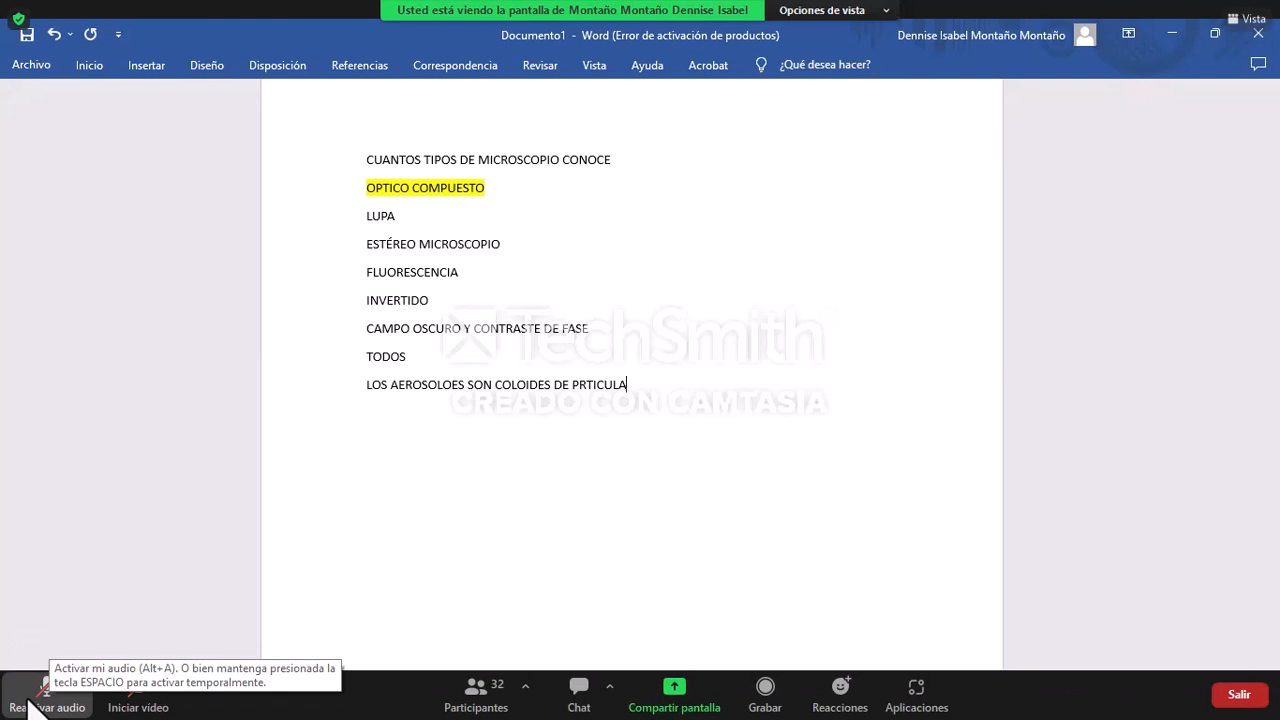 Usted está viendo la pantalla de Montaño Montaño Dennise Isabel
Opciones de vista
Vista
Documento1 - Word (Error de activación de productos)
Dennise Isabel Montaño Montaño
Archivo Inicio Insertar Diseño Disposición Referencias Correspondencia Revisar Vista Ayuda Acrobat ¿Qué desea hacer?
CUANTOS TIPOS DE MICROSCOPIO CONOCE
OPTICO COMPUESTO
LUPA
ESTÉREO MICROSCOPIO
FLUORESCENCIA
INVERTIDO
CAMPO OSCURO Y CONTRASTE DE FASE
TechSmith
TODOS
LOS AEROSOLOES SON COLOIDES DE PRTICULA
CREADO CON CAMTASIA
Activar mi audio (Alt+A). O bien mantenga presionada la
tecla ESPACIO para activar temporalmente.
32
Reactivar audio Iniciar vídeo Participantes Chat Compartir pantalla Grabar Reacciones Aplicaciones Salir